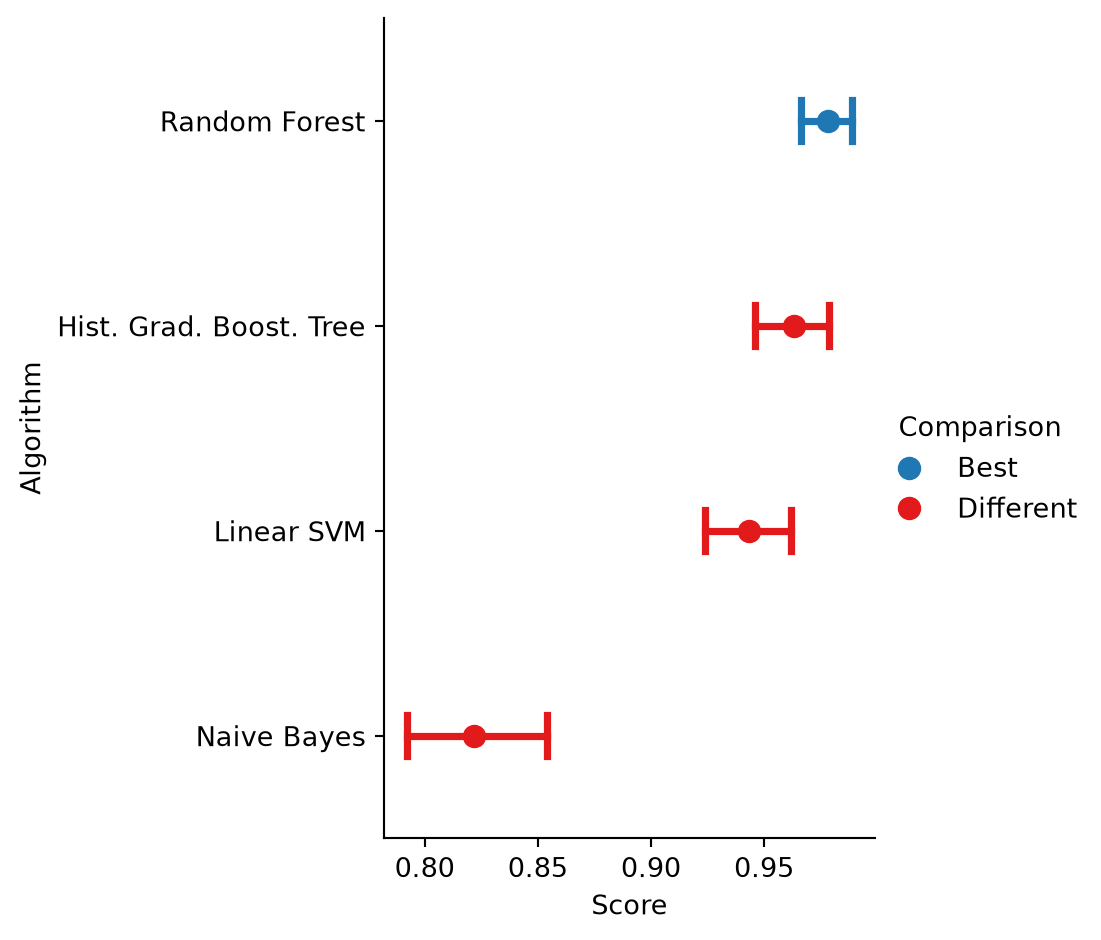 Random Forest
Hist. Grad. Boost. Tree
Linear SVM
Naive Bayes
Algorithm
0.80 0.85 0.90 0.95
Score
Comparison
Best
Different